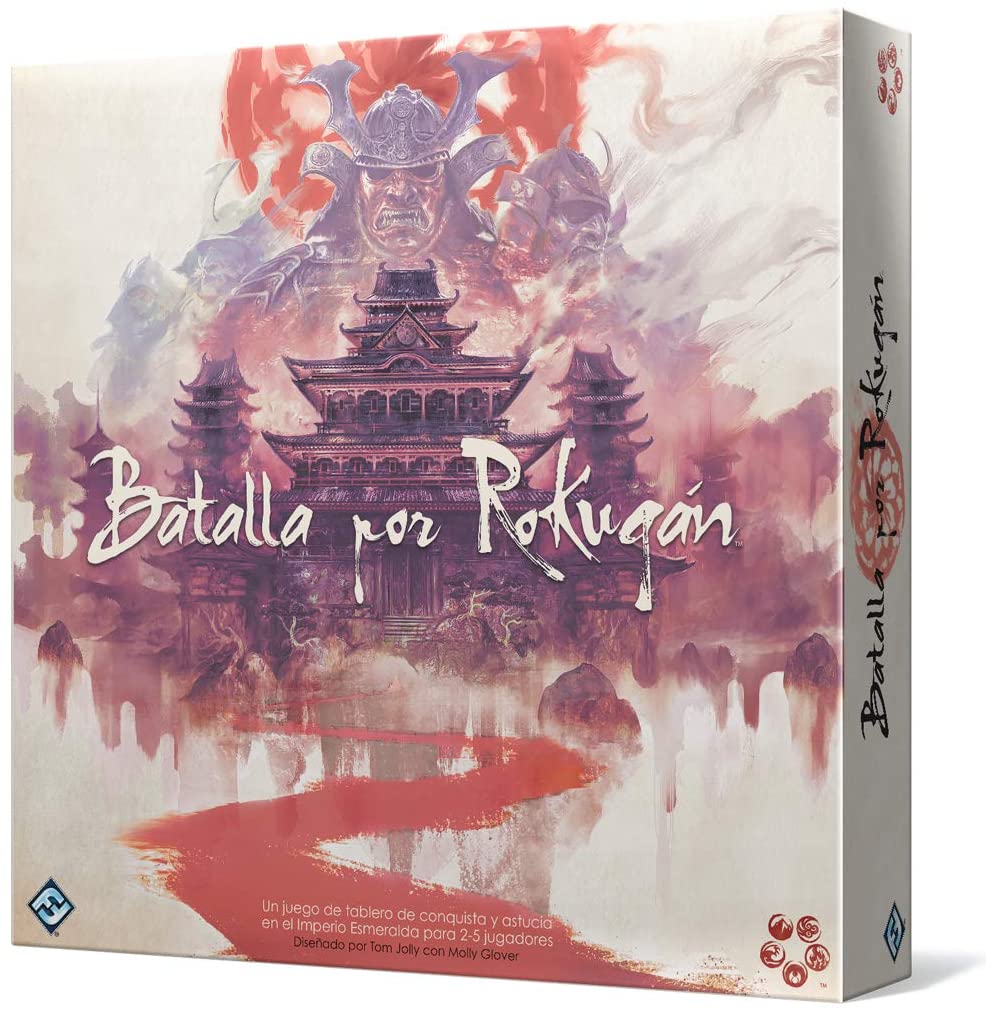 Batalla por Rokugán™
Un juego de tablero de conquista y astucia
en el Imperio Esmeralda para 2-5 jugadores
Diseñado por Tom Jolly con Molly Glover
Batalla por Rokugán